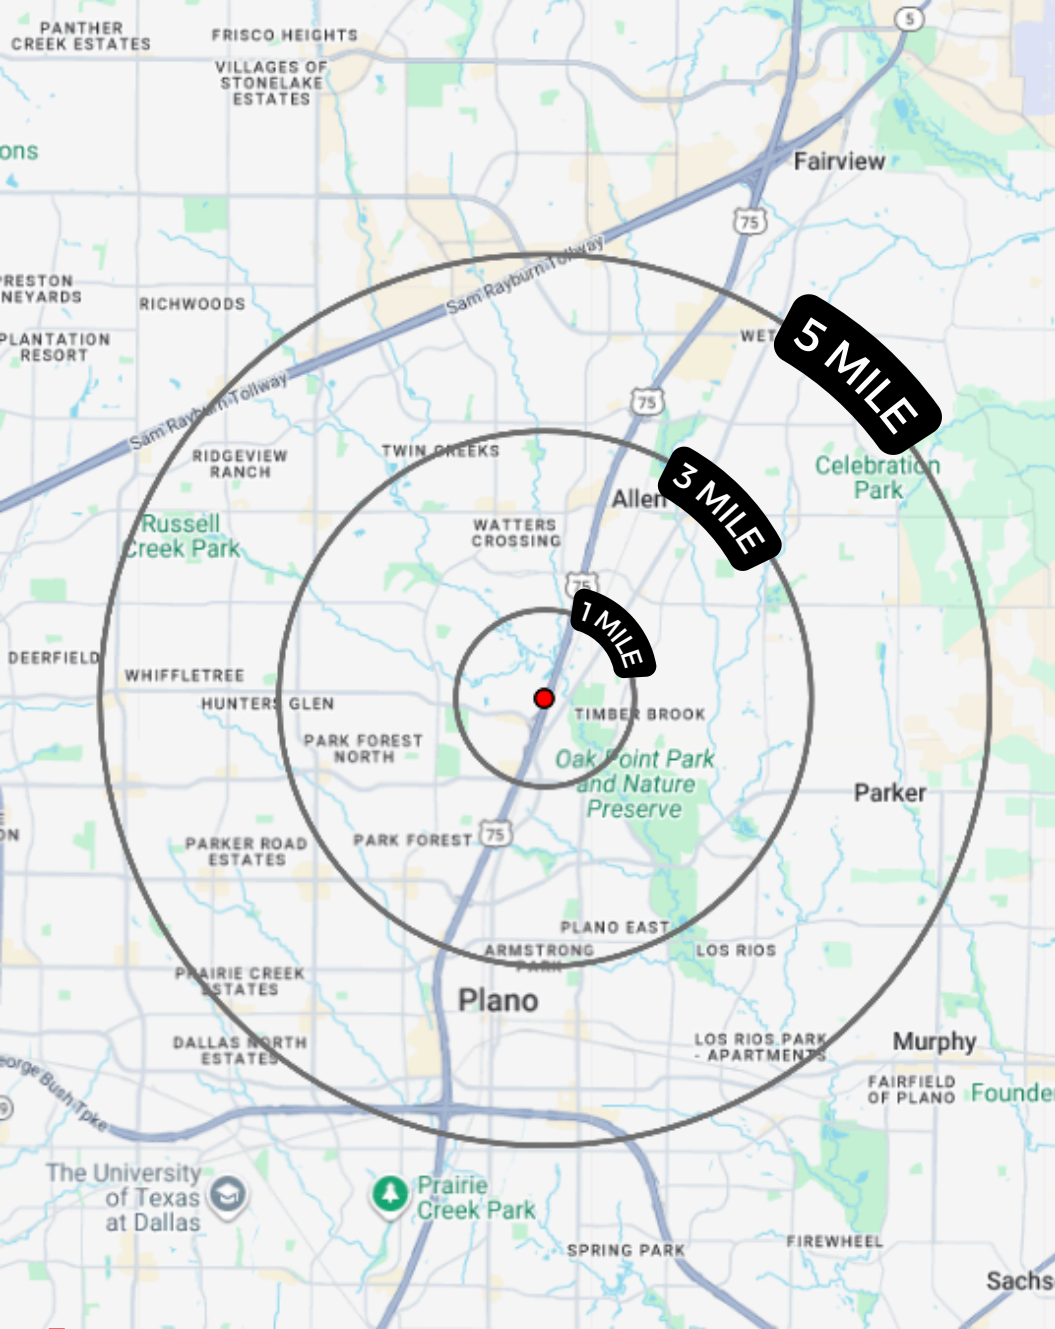 PANTHER
CREEK ESTATES
FRISCO HEIGHTS
5
VILLAGES OF
STONELAKE
ESTATES
ons
Fairview
75
Sam Rayburn Tollway
PRESTON
NEYARDS
RICHWOODS
PLANTATION
RESORT
WET
5 MILE
Sam Rayburn Tollway
75
TWIN CREEKS
RIDGEVIEW
RANCH
Celebration
Park
3 MILE
Allen
Russell
Creek Park
WATTERS
CROSSING
75
1 MILE
DEERFIELD
WHIFFLETREE
HUNTERS GLEN
TIMBER BROOK
PARK FOREST
NORTH
Oak Point Park
and Nature
Preserve
Parker
E
ON
PARKER ROAD
ESTATES
PARK FOREST
75
PLANO EAST
ARMSTRONG
PARK
LOS RIOS
PRAIRIE CREEK
ESTATES
Plano
DALLAS NORTH
ESTATES
LOS RIOS PARK
- APARTMENTS
Murphy
eorge Bush Tpke
FAIRFIELD
OF PLANO
Founde
9
The University
of Texas
at Dallas
Prairie
Creek Park
SPRING PARK
FIREWHEEL
Sachs